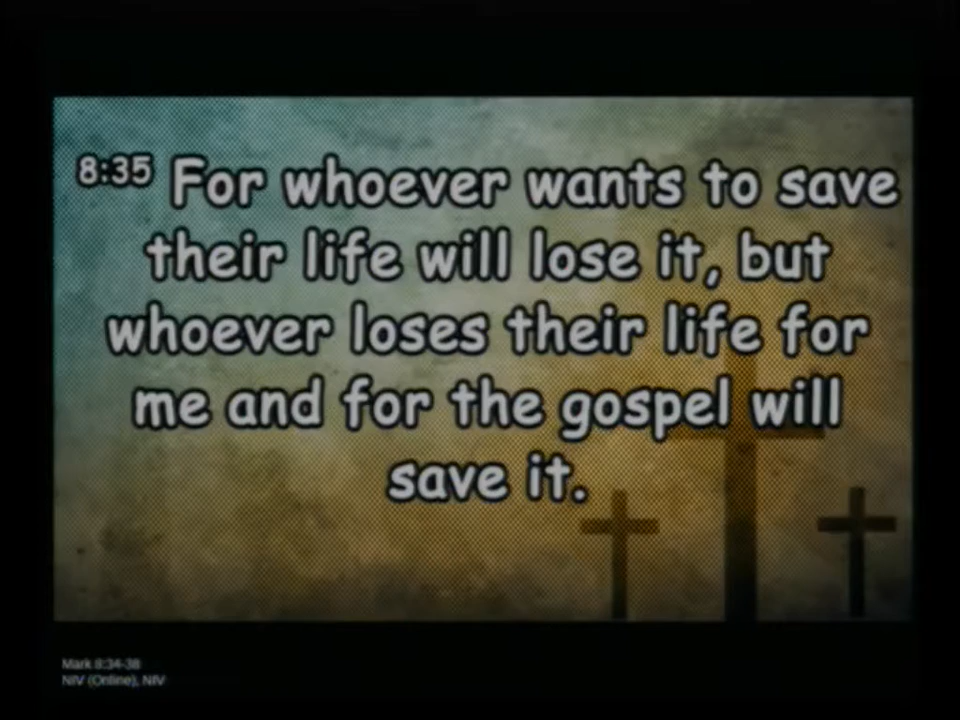 8:35 For whoever wants to save
their life will lose it, but
whoever loses their life for
me and for the gospel will
save it.
Mark 8:34-38
NIV (Online), NIV